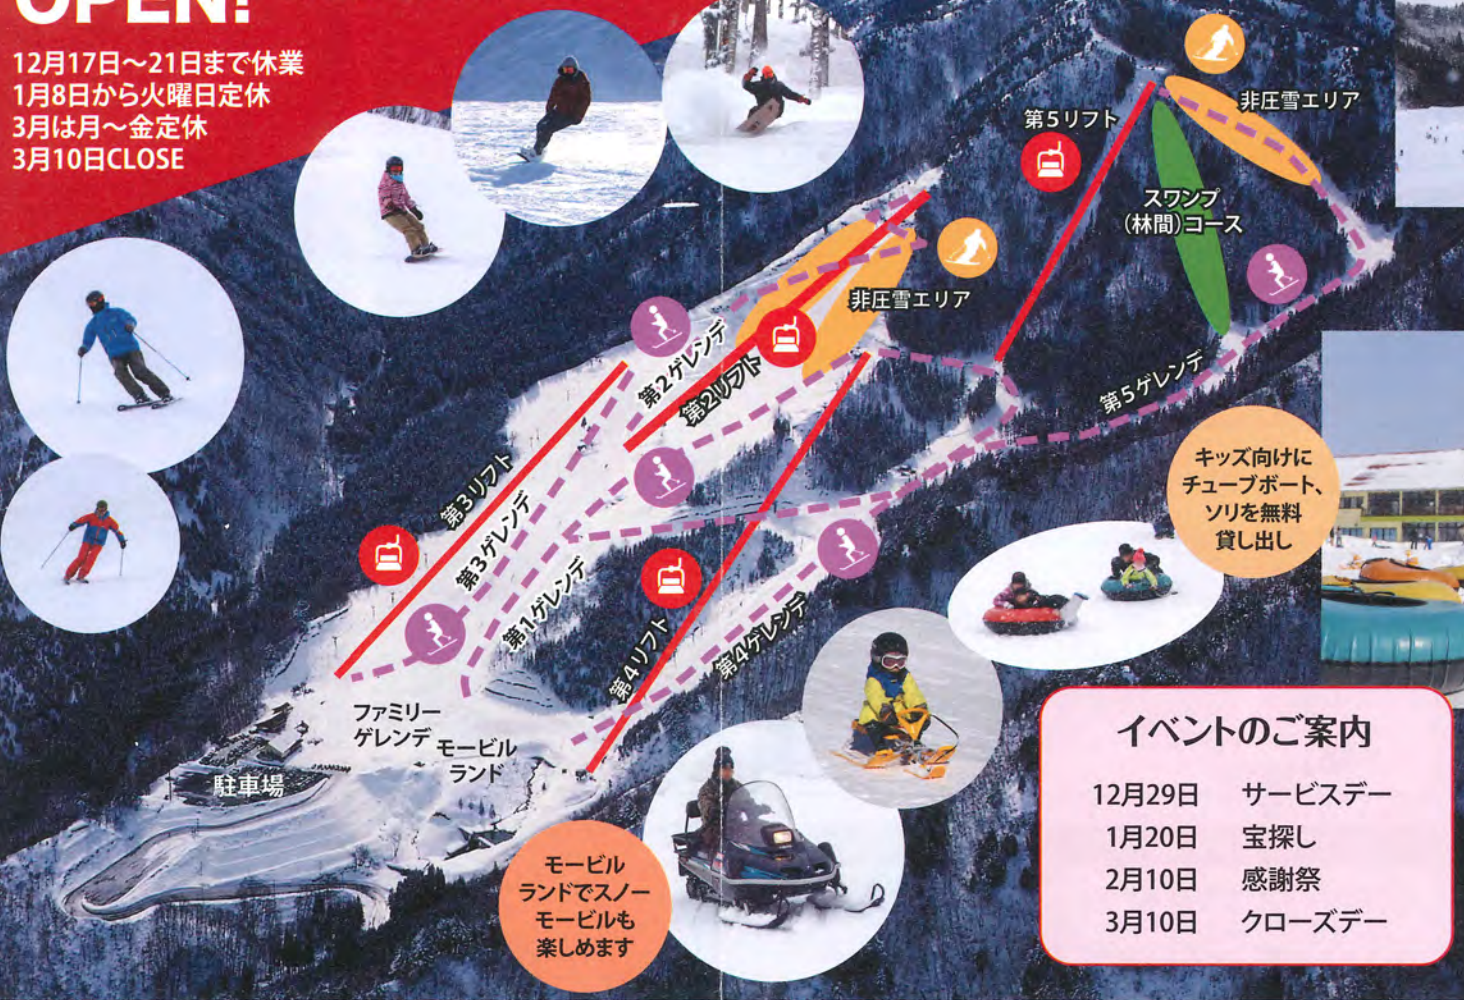 OPEN!
12月17日～21日まで休業
1月8日から火曜日定休
3月は月～金定休
3月10日CLOSE
非圧雪エリア
第5リフト
スワンプ
（林間）コース
非圧雪エリア
第2ゲレンデ
第2リフト
第5ゲレンデ
第3リフト
第3ゲレンデ
第1ゲレンデ
第4リフト
第4ゲレンデ
キッズ向けに
チューブボート、
ソリを無料
貸し出し
ファミリー
ゲレンデ
モービル
ランド
駐車場
モービル
ランドでスノー
モービルも
楽しめます
イベントのご案内
12月29日 サービスデー
1月20日 宝探し
2月10日 感謝祭
3月10日 クローズデー